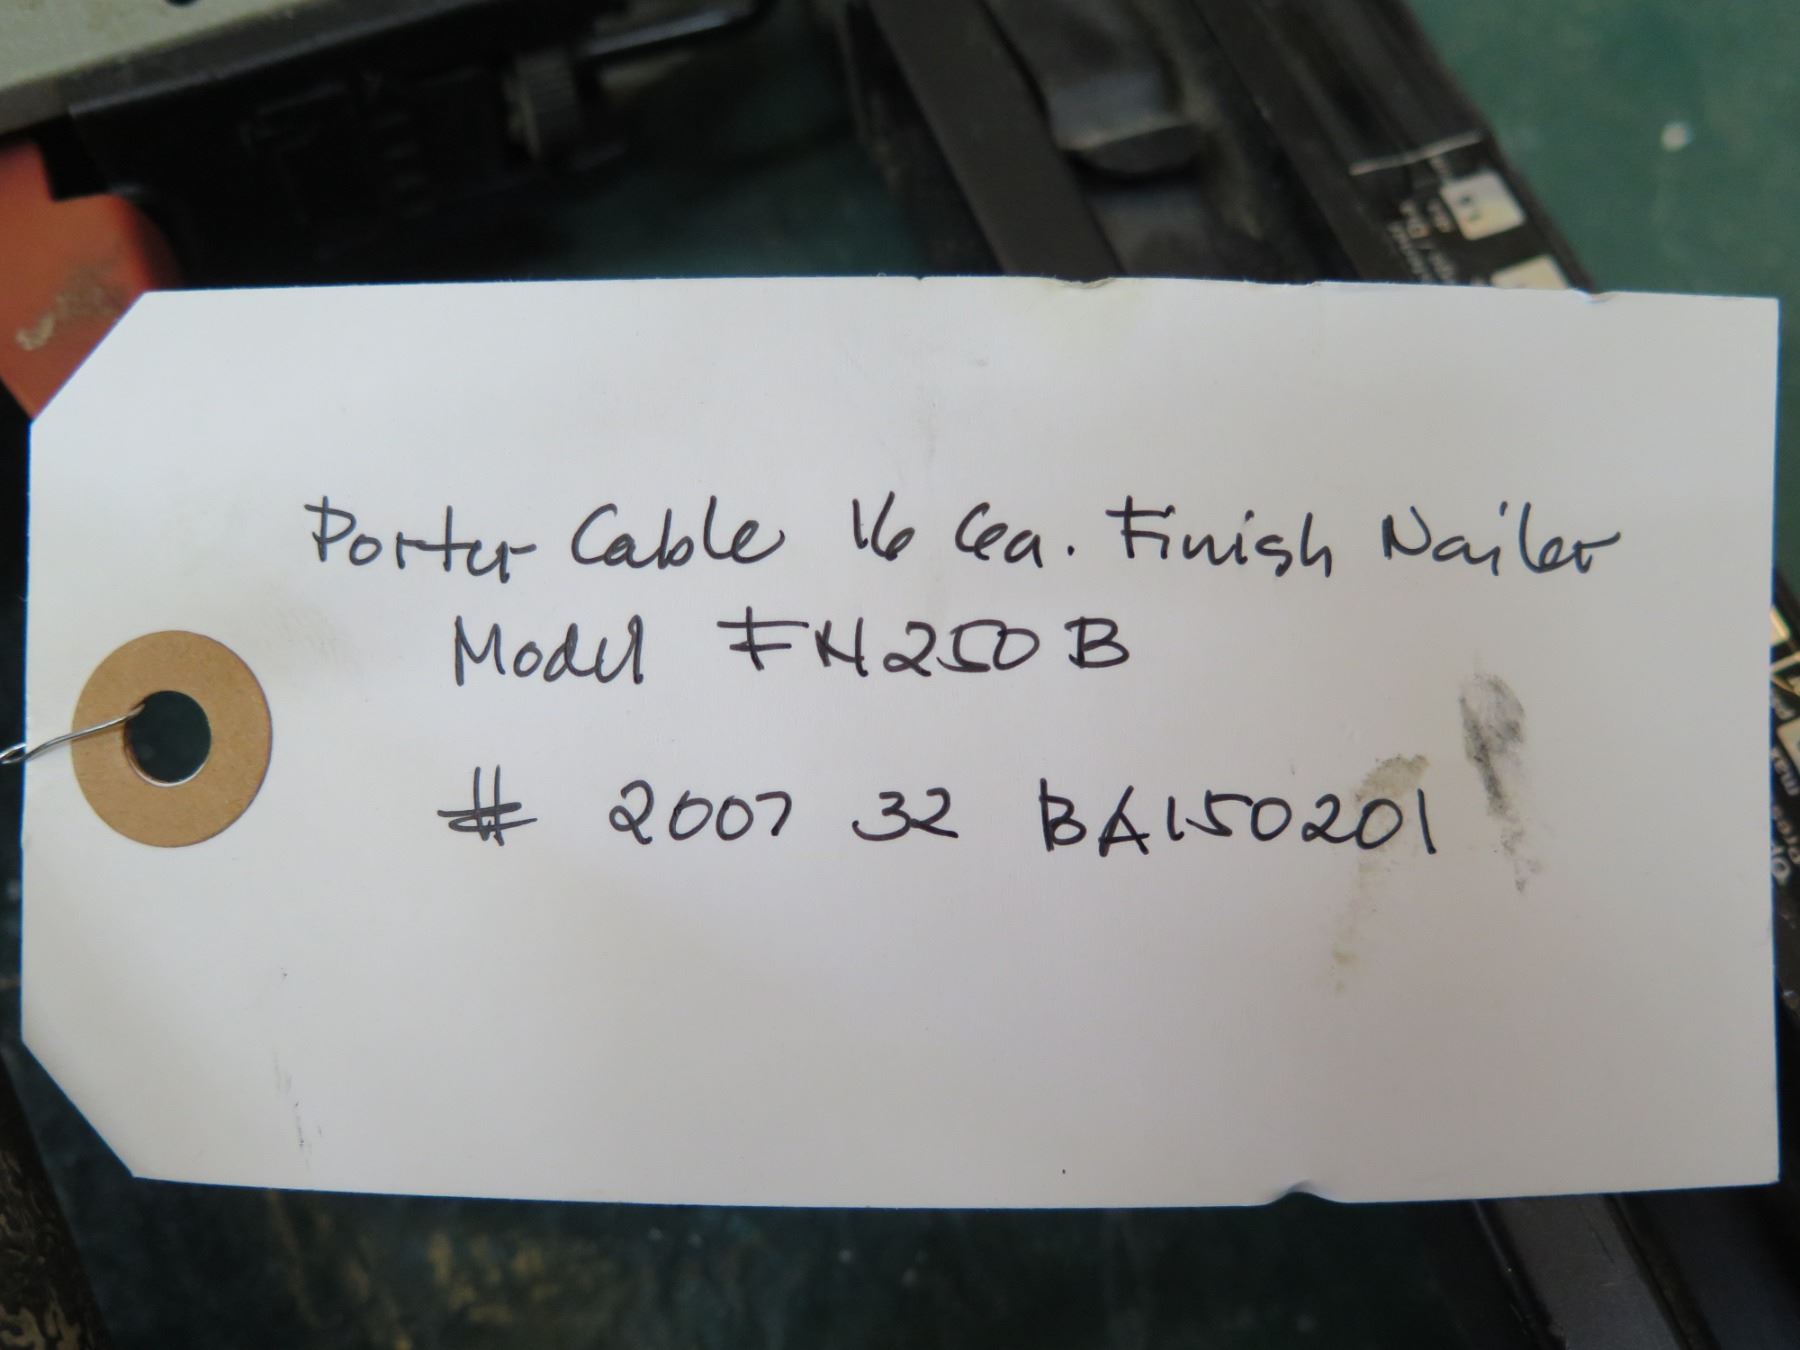 Porter Cable 16 Ga. Finish Nailer
Model FN250B
# 2007 32 BA150201